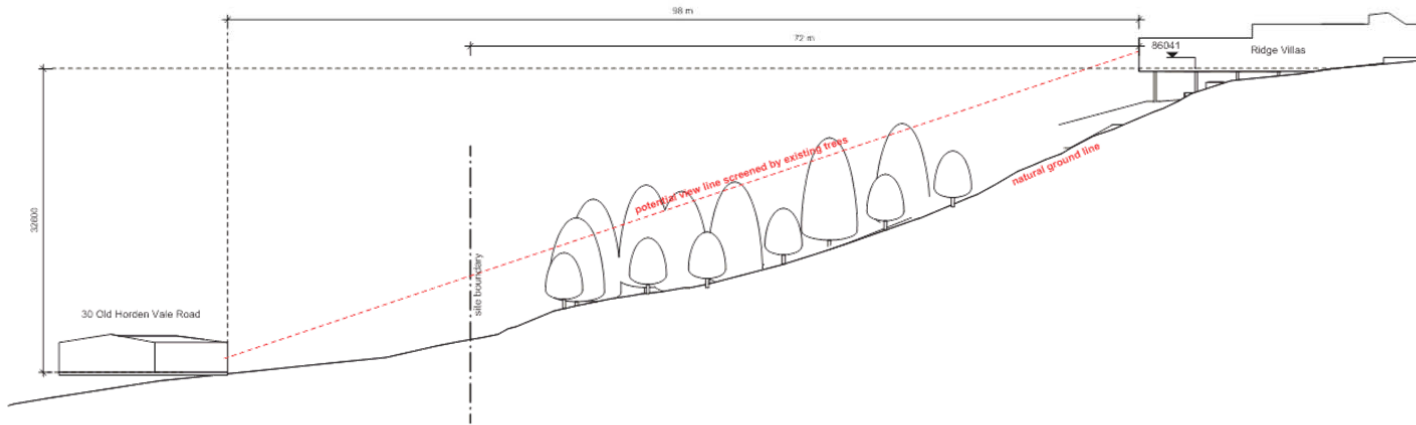 98 m
72 m
86041
Ridge Villas
potential view line screened by existing trees
natural ground line
32600
site boundary
30 Old Horden Vale Road